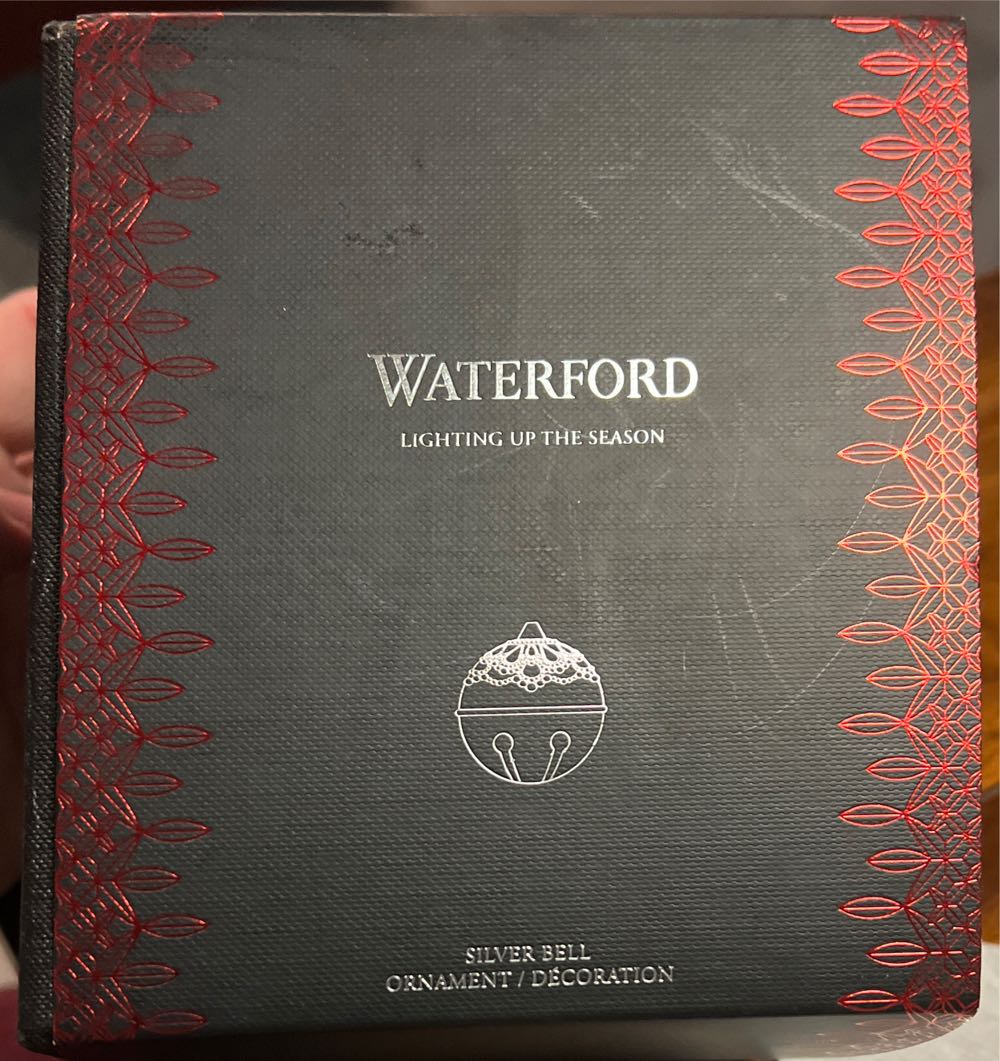 WATERFORD
LIGHTING UP THE SEASON
SILVER BELL
ORNAMENT / DÉCORATION